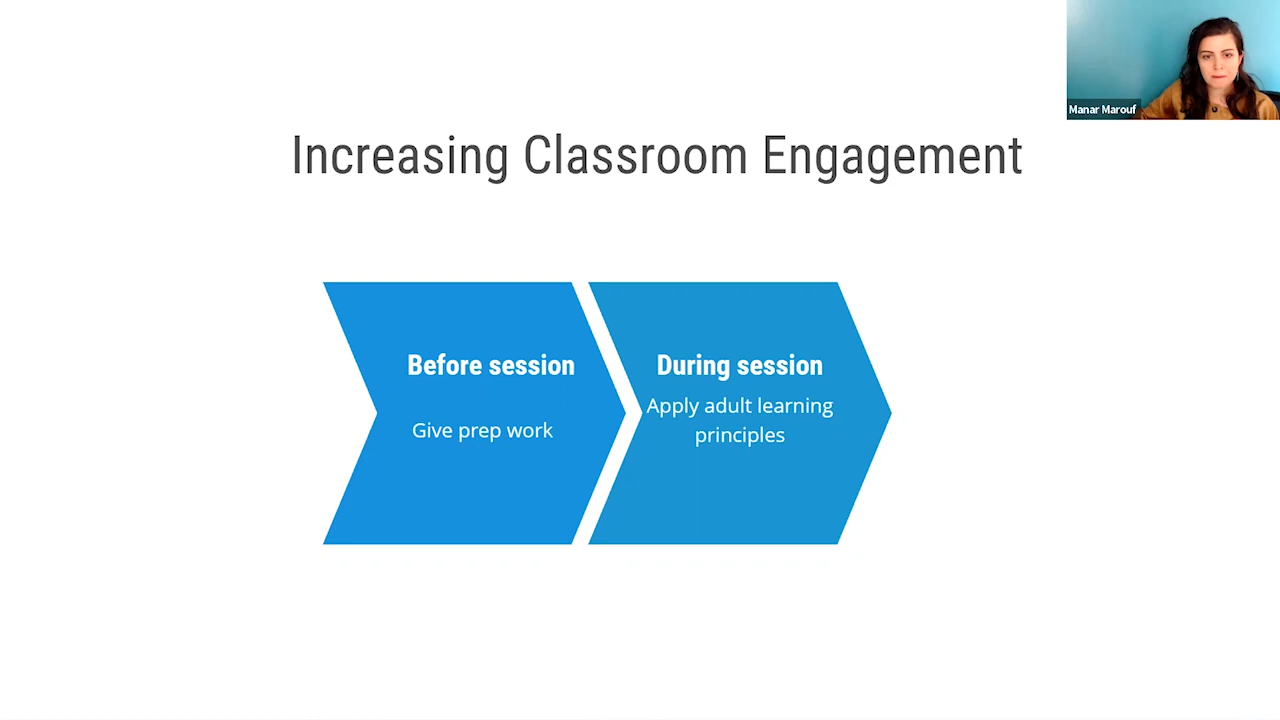 Manar Marouf
Increasing Classroom Engagement
Before session
Give prep work
During session
Apply adult learning
principles